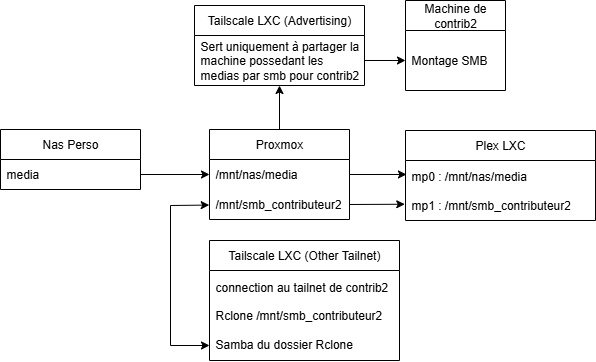 Tailscale LXC (Advertising)
Sert uniquement à partager la
machine possedant les
medias par smb pour contrib2
Machine de
contrib2
Montage SMB
Nas Perso
media
Proxmox
/mnt/nas/media
/mnt/smb_contributeur2
Plex LXC
mp0 : /mnt/nas/media
mp1 : /mnt/smb_contributeur2
Tailscale LXC (Other Tailnet)
connection au tailnet de contrib2
Rclone /mnt/smb_contributeur2
Samba du dossier Rclone